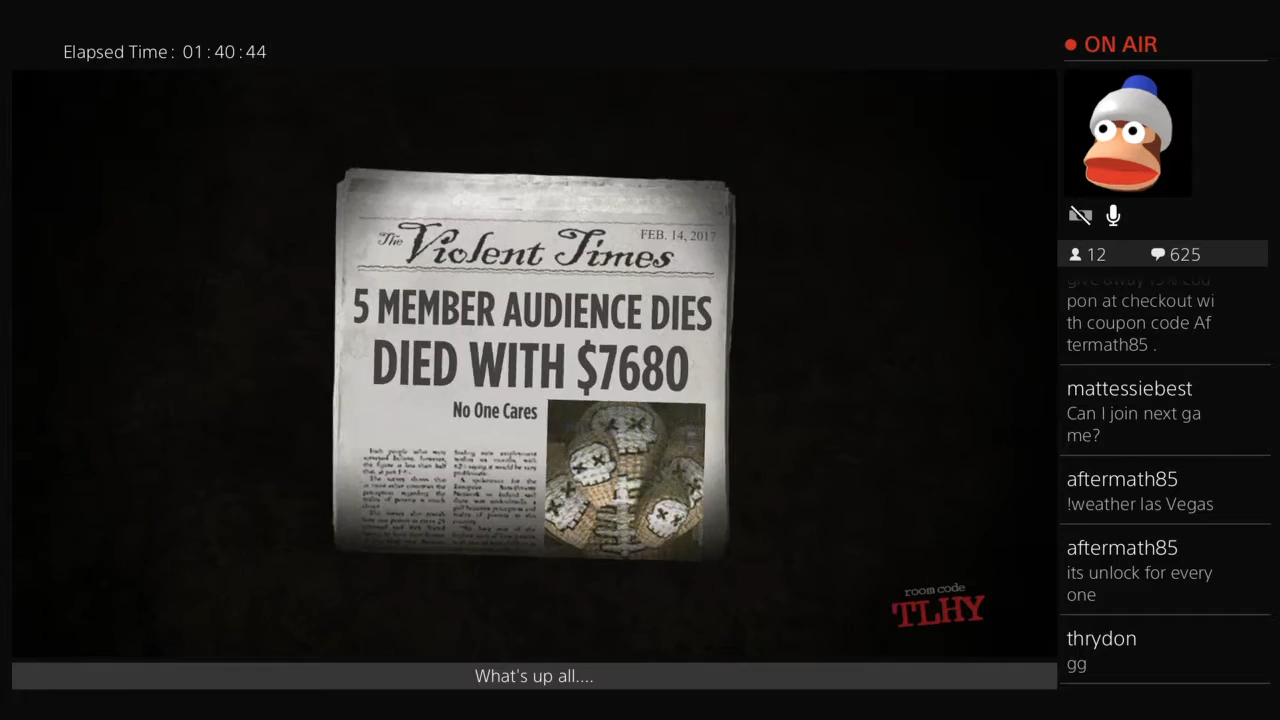 Elapsed Time: 01:40:44
ON AIR
12 625
pon at checkout wi
th coupon code Af
termath85 .
mattessiebest
Can I join next ga
me?
aftermath85
!weather las Vegas
aftermath85
its unlock for every
one
thrydon
gg
The Violent Times
FEB. 14, 2017
5 MEMBER AUDIENCE DIES
DIED WITH $7680
No One Cares
room code
TLHY
What's up all....